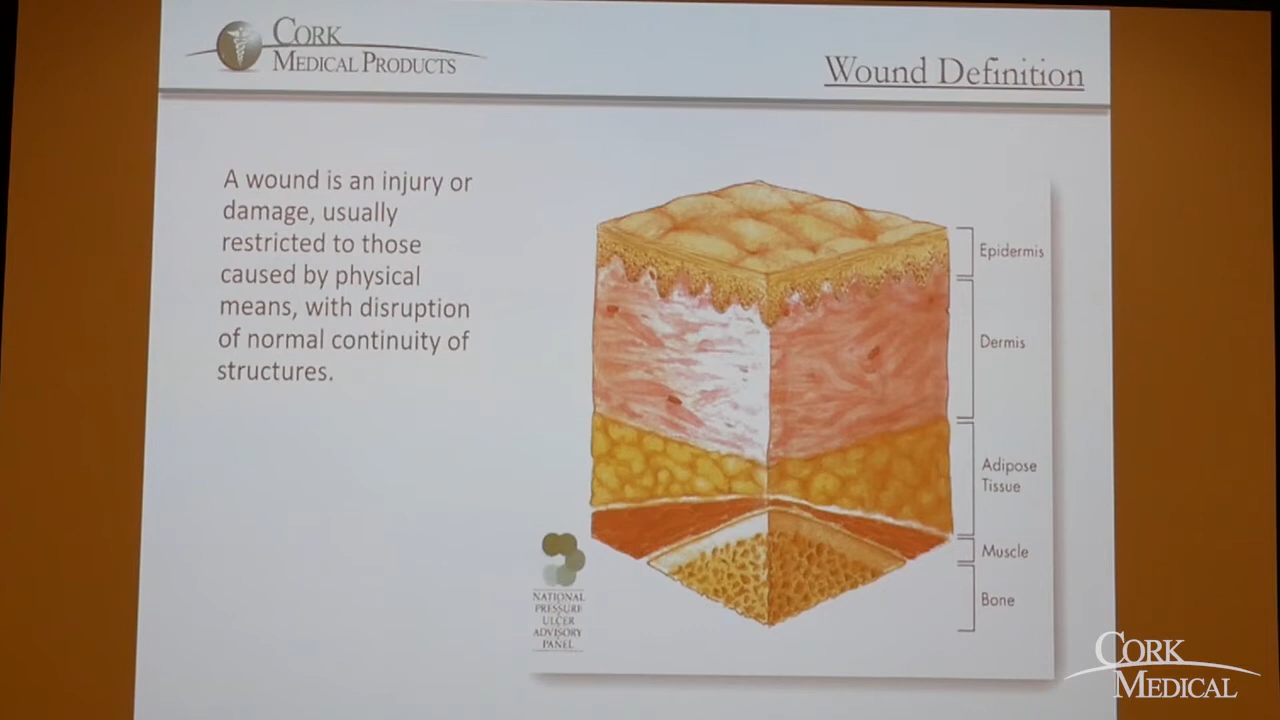 CORK
MEDICAL PRODUCTS
Wound Definition
A wound is an injury or
damage, usually
restricted to those
caused by physical
means, with disruption
of normal continuity of
structures.
Epidermis
Dermis
Adipose
Tissue
Muscle
Bone
NATIONAL
PRESSURE
ULCER
ADVISORY
PANEL
CORK
MEDICAL